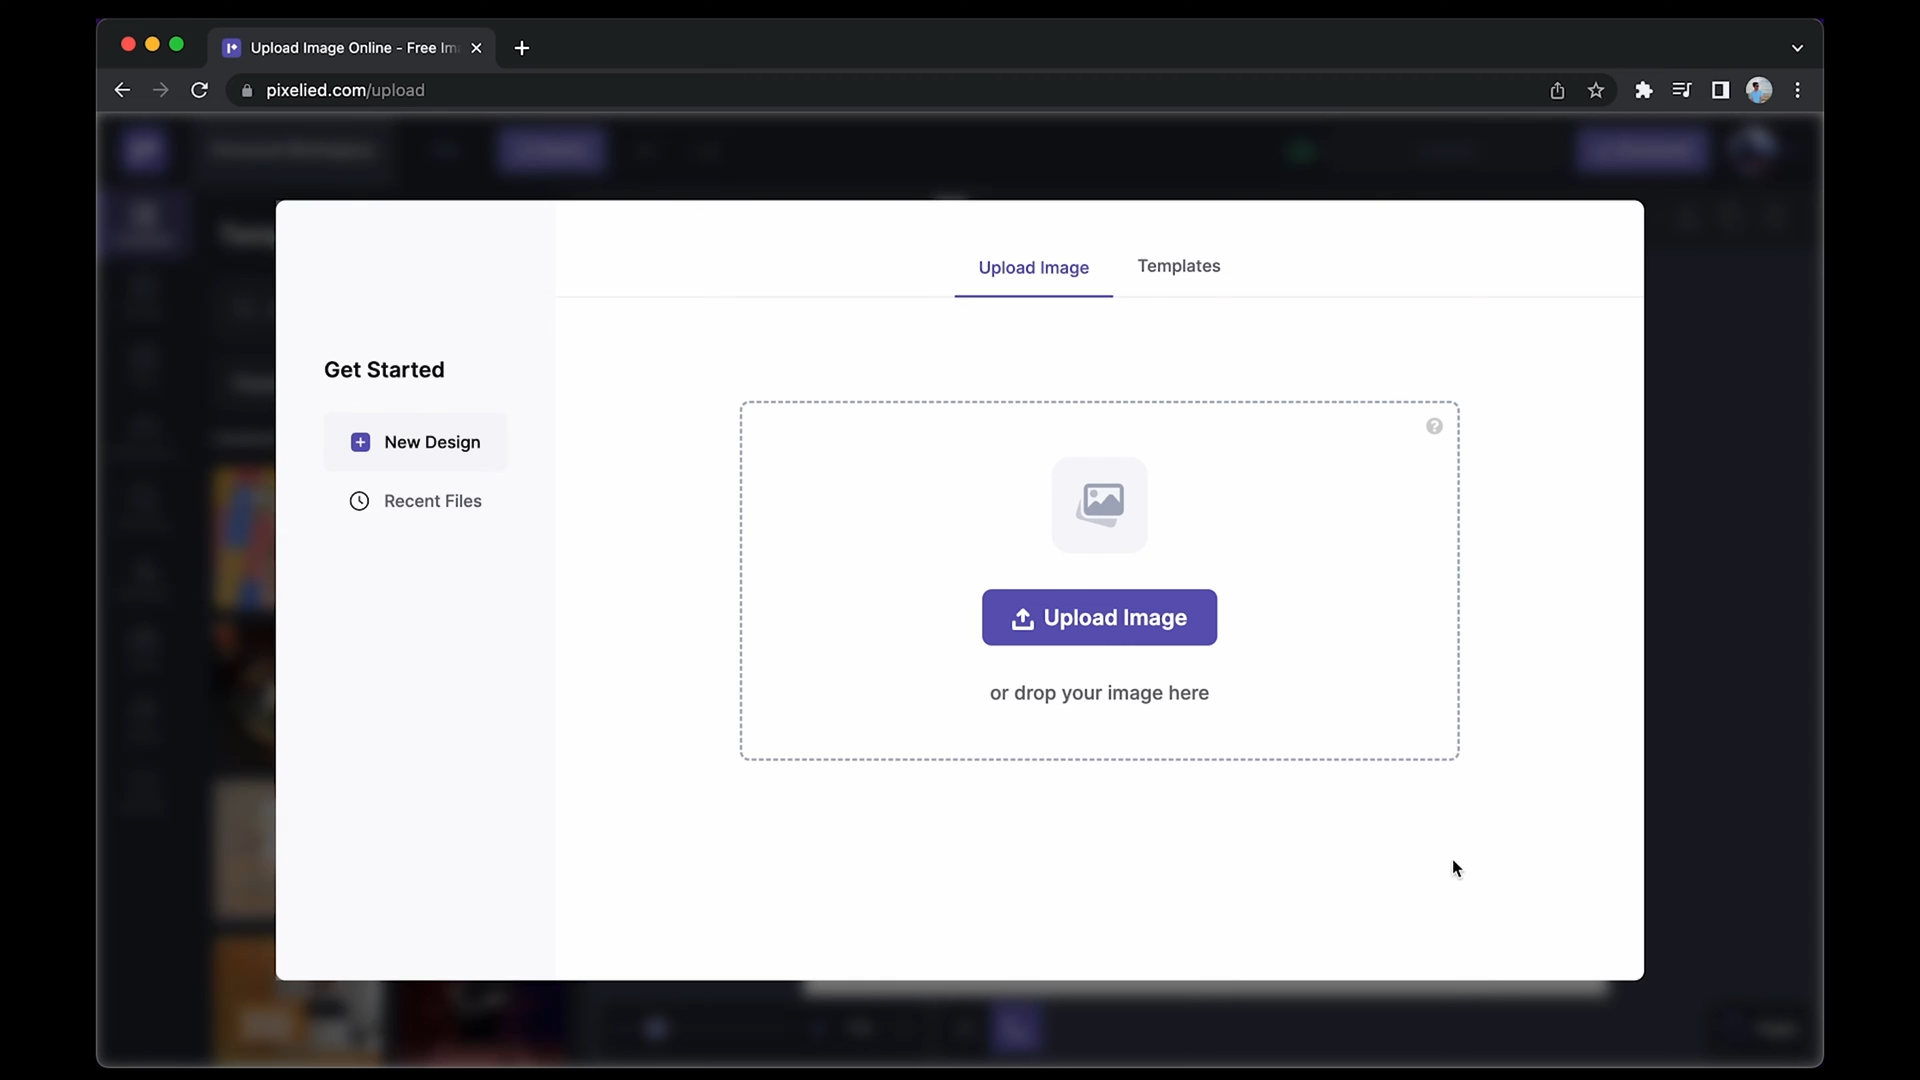 Upload Image Online - Free Im
pixelied.com/upload
Upload Image
Templates
Get Started
New Design
Recent Files
?
Upload Image
or drop your image here